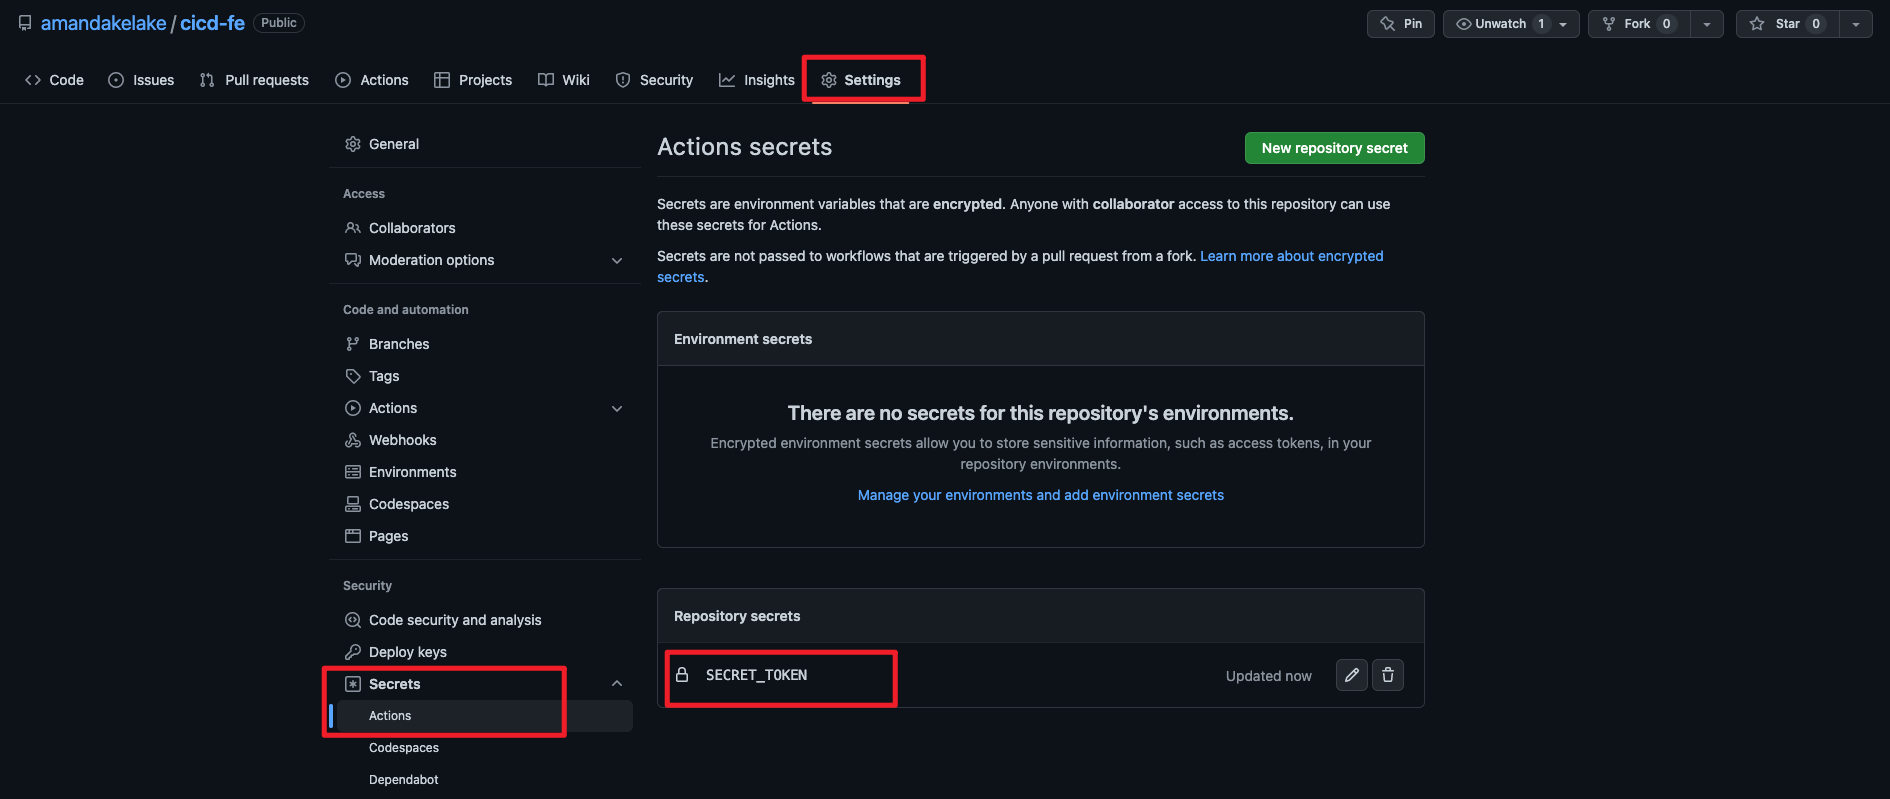 amandakelake / cicd-fe Public
Pin
Unwatch 1
Fork 0
Star 0
Code
Issues
Pull requests
Actions
Projects
Wiki
Security
Insights
Settings
General
Access
Collaborators
Moderation options
Code and automation
Branches
Tags
Actions
Webhooks
Environments
Codespaces
Pages
Security
Code security and analysis
Deploy keys
Secrets
Actions
Codespaces
Dependabot
Actions secrets
New repository secret
Secrets are environment variables that are encrypted. Anyone with collaborator access to this repository can use
these secrets for Actions.
Secrets are not passed to workflows that are triggered by a pull request from a fork. Learn more about encrypted
secrets.
Environment secrets
There are no secrets for this repository's environments.
Encrypted environment secrets allow you to store sensitive information, such as access tokens, in your
repository environments.
Manage your environments and add environment secrets
Repository secrets
SECRET_TOKEN
Updated now